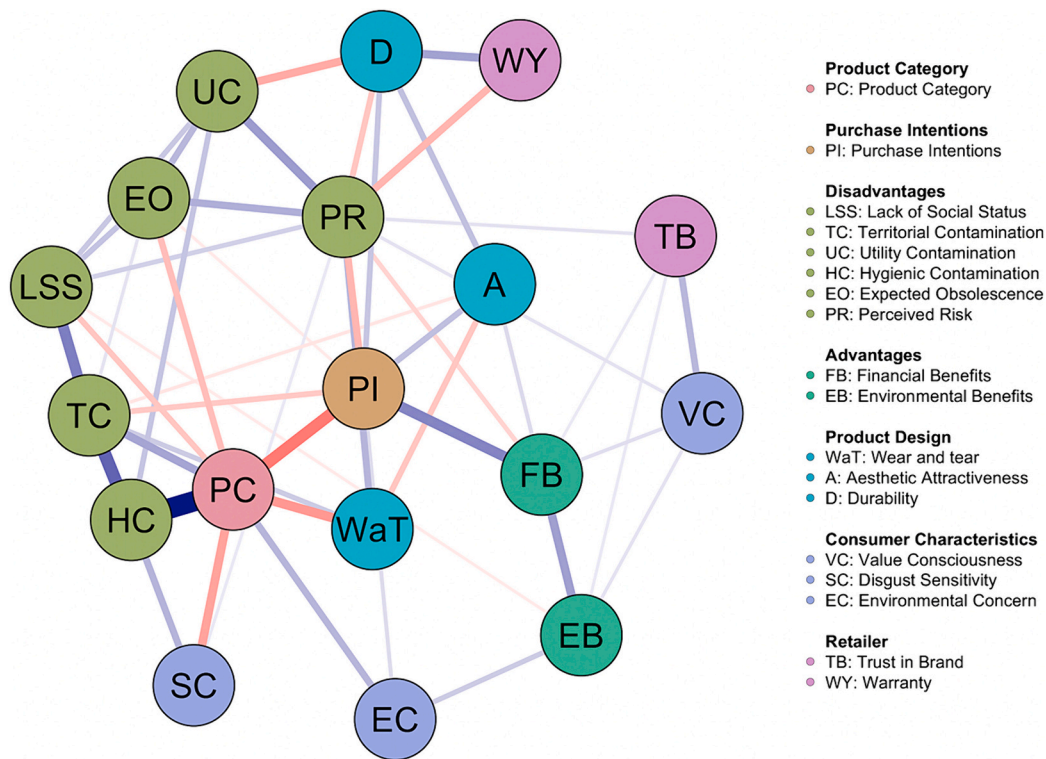 D
WY
UC
EO
PR
TB
LSS
A
PI
TC
VC
FB
PC
HC
WaT
EB
SC
EC
Product Category
PC: Product Category
Purchase Intentions
PI: Purchase Intentions
Disadvantages
LSS: Lack of Social Status
TC: Territorial Contamination
UC: Utility Contamination
HC: Hygienic Contamination
EO: Expected Obsolescence
PR: Perceived Risk
Advantages
FB: Financial Benefits
EB: Environmental Benefits
Product Design
WaT: Wear and tear
A: Aesthetic Attractiveness
D: Durability
Consumer Characteristics
VC: Value Consciousness
SC: Disgust Sensitivity
EC: Environmental Concern
Retailer
TB: Trust in Brand
WY: Warranty